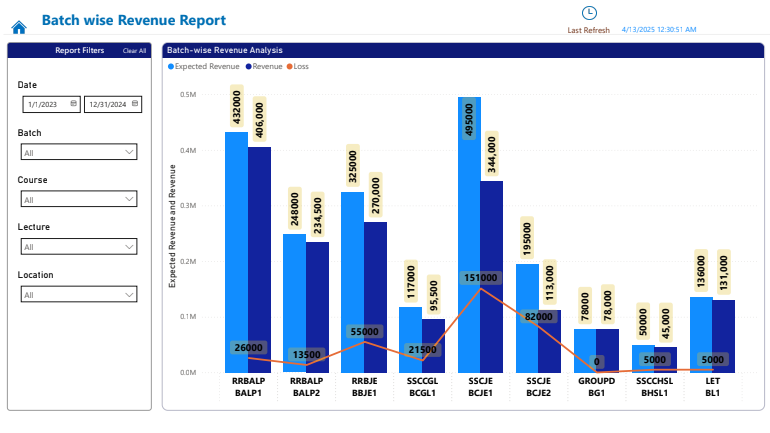 Batch wise Revenue Report
Last Refresh
4/13/2025 12:30:51 AM
Report Filters
Clear All
Date
1/1/2023
12/31/2024
Batch
All
Course
All
Lecture
All
Location
All
Batch-wise Revenue Analysis
Expected Revenue
Revenue
Loss
Expected Revenue and Revenue
0.5M
0.4M
0.3M
0.2M
0.1M
0.0M
432000
406,000
26000
248000
234,500
13500
325000
270,000
55000
117000
95,500
21500
495000
344,000
151000
195000
113,000
82000
78000
78,000
0
50000
45,000
5000
136000
131,000
5000
RRBALP
BALP1
RRBALP
BALP2
RRBJE
BBJE1
SSCCGL
BCGL1
SSCJE
BCJE1
SSCJE
BCJE2
GROUPD
BG1
SSCCHSL
BHSL1
LET
BL1